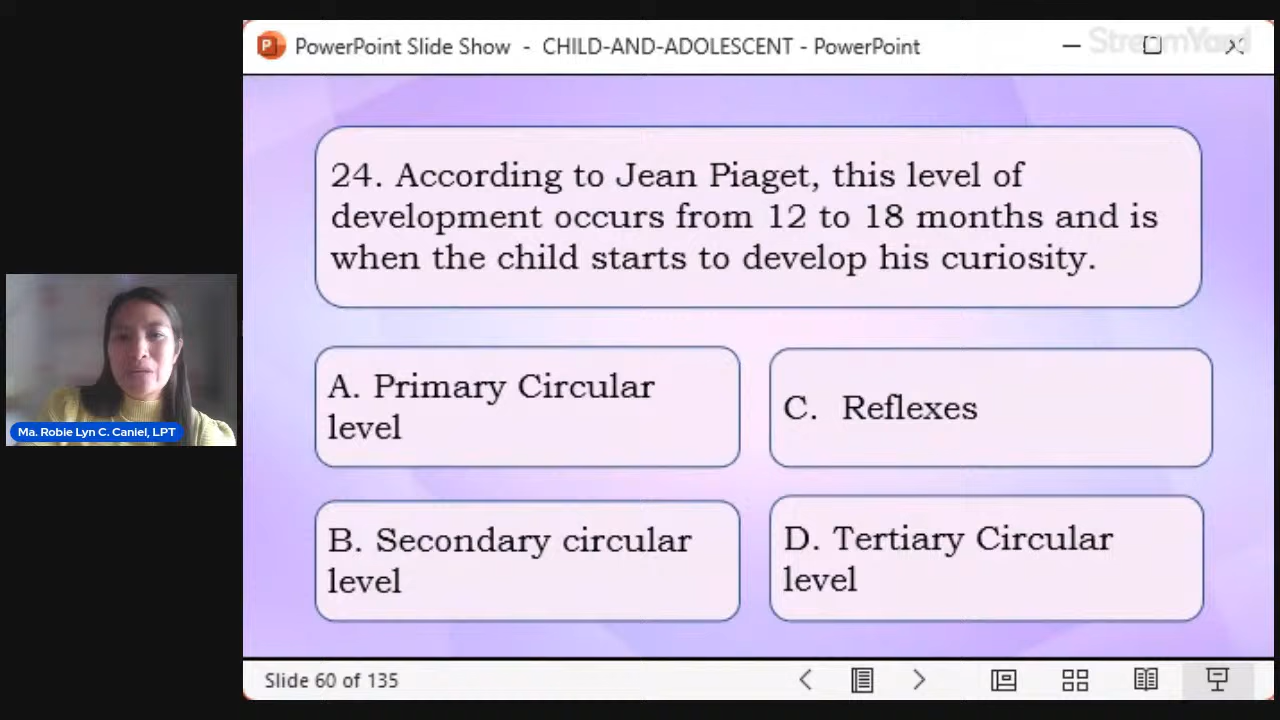 PowerPoint Slide Show - CHILD-AND-ADOLESCENT - PowerPoint
StreamYard
24. According to Jean Piaget, this level of
development occurs from 12 to 18 months and is
when the child starts to develop his curiosity.
A. Primary Circular
level
C. Reflexes
B. Secondary circular
level
D. Tertiary Circular
level
Ma. Robie Lyn C. Caniel, LPT
Slide 60 of 135